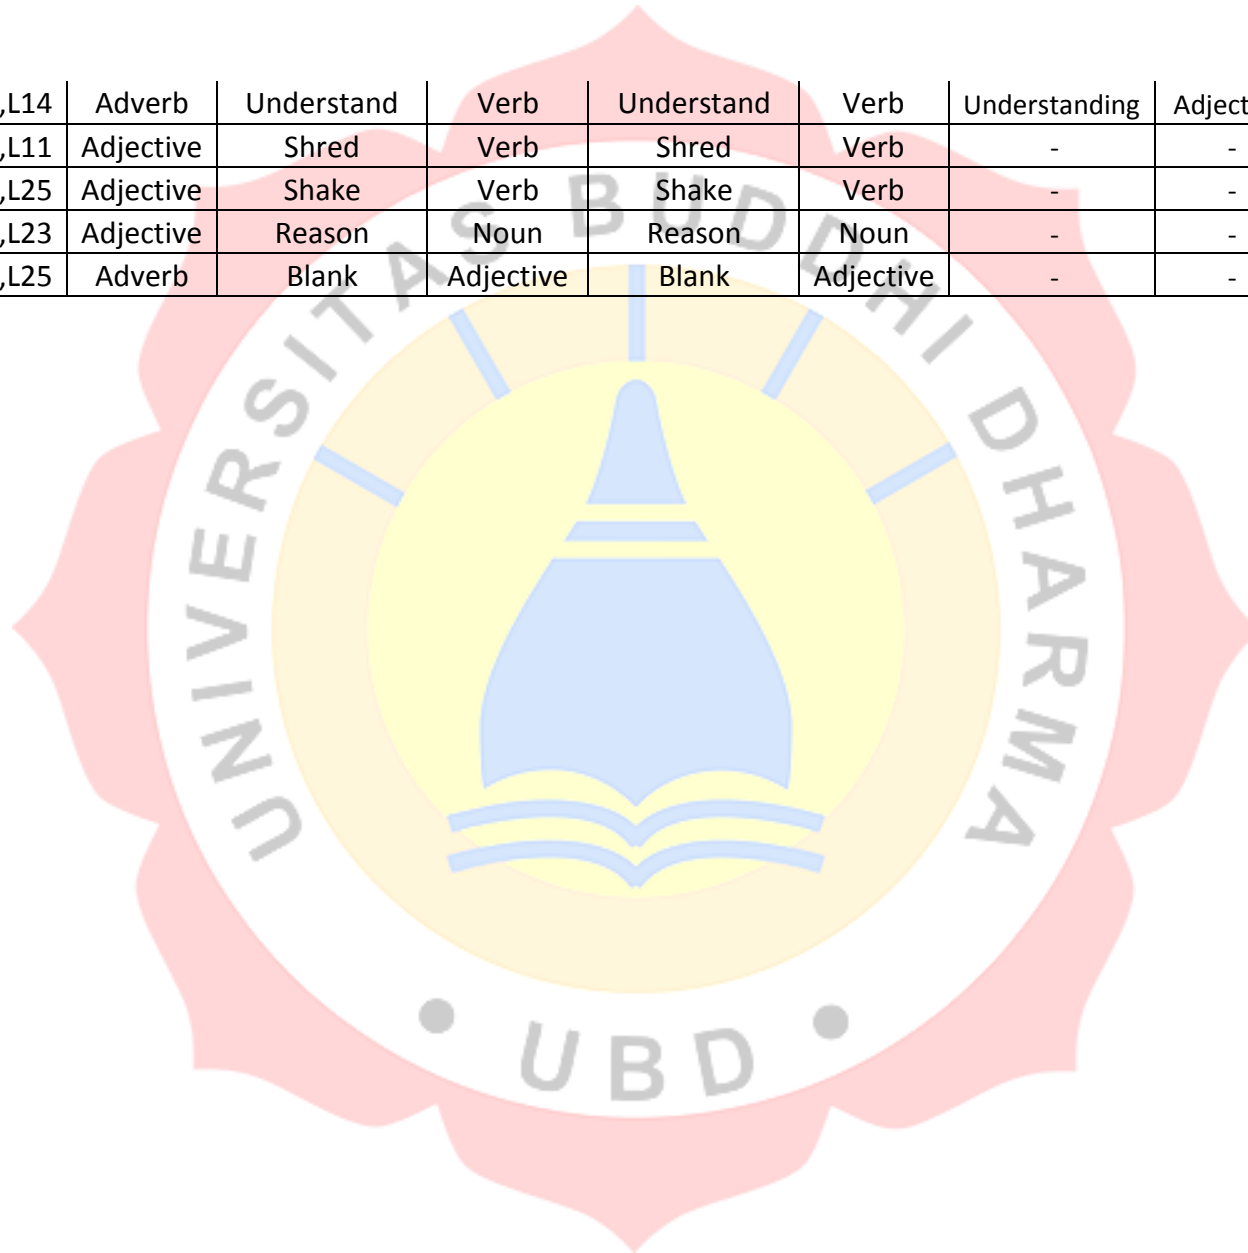 ,L14 Adverb Understand Verb Understand Verb Understanding Adject
,L11 Adjective Shred Verb Shred Verb - -
,L25 Adjective Shake Verb Shake Verb - -
,L23 Adjective Reason Noun Reason Noun - -
,L25 Adverb Blank Adjective Blank Adjective - -
UNIVERSITAS BUDDHI DHARMA
• UBD •